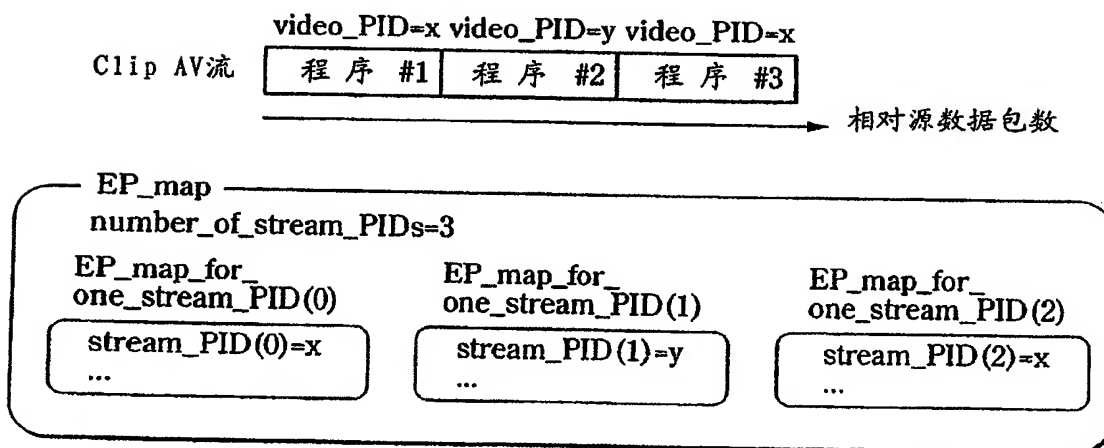 video_PID=x video_PID=y video_PID=x
Clip AV流 程序 #1 程序 #2 程序 #3
相对源数据包数
EP_map
number_of_stream_PIDs=3
EP_map_for_ EP_map_for_ EP_map_for_
one_stream_PID(0) one_stream_PID(1) one_stream_PID(2)
stream_PID(0)=x stream_PID(1)=y stream_PID(2)=x
... ... ...